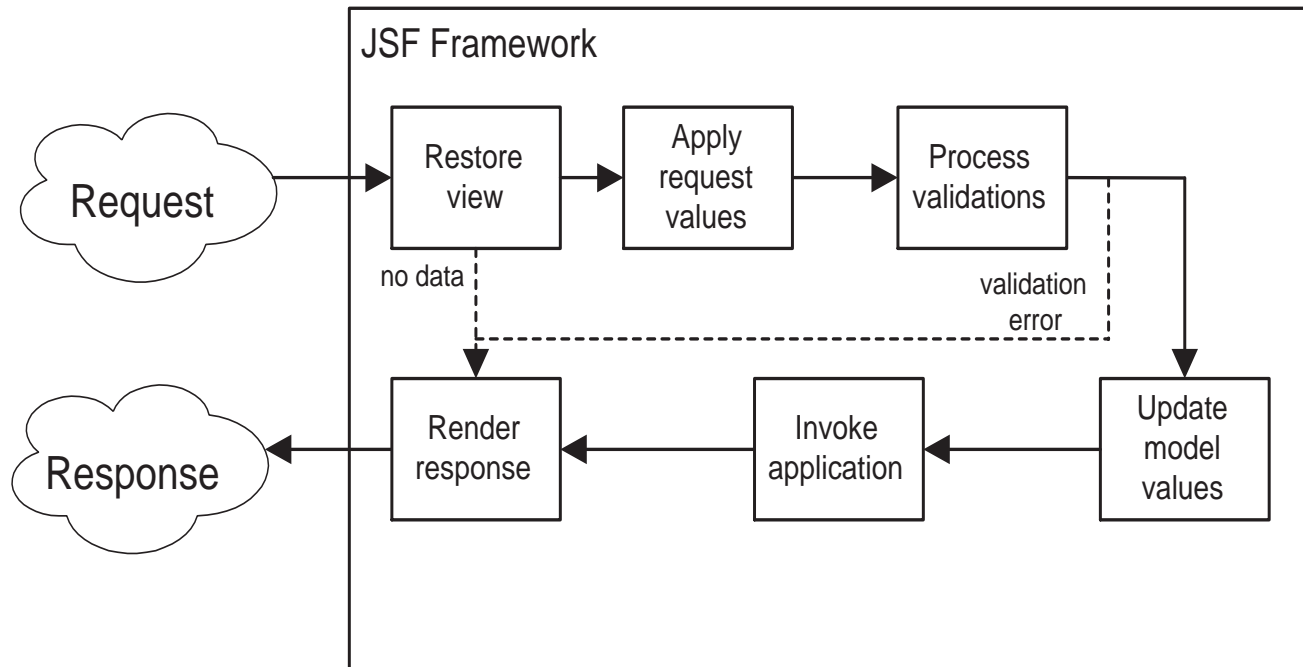 JSF Framework
Request
Restore
view
Apply
request
values
Process
validations
no data
validation
error
Response
Render
response
Invoke
application
Update
model
values